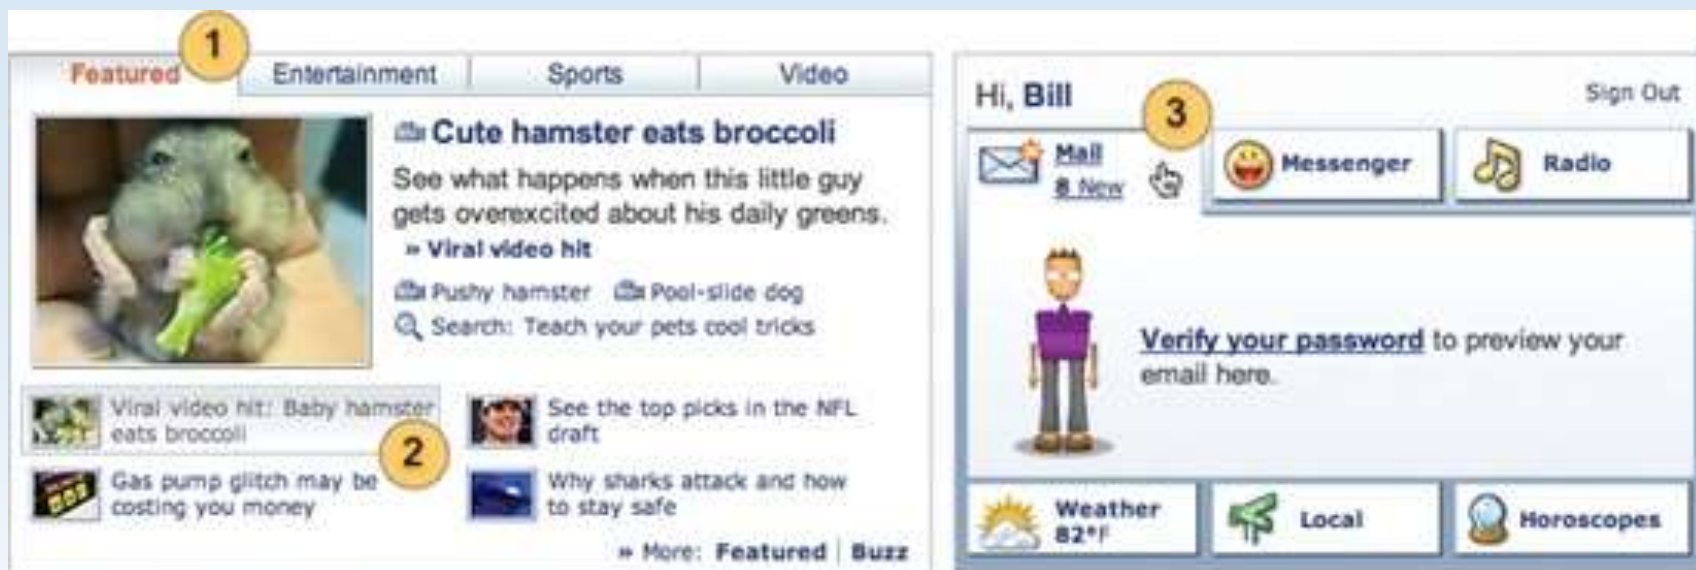 1
Featured
Entertainment
Sports
Video
Cute hamster eats broccoli
See what happens when this little guy
gets overexcited about his daily greens.
» Viral video hit
Pushy hamster
Pool-slide dog
Search: Teach your pets cool tricks
Viral video hit: Baby hamster
eats broccoli
2
See the top picks in the NFL
draft
Gas pump glitch may be
costing you money
Why sharks attack and how
to stay safe
» More: Featured | Buzz
Hi, Bill
3
Sign Out
Mail
8 New
Messenger
Radio
Verify your password to preview your
email here.
Weather
82°F
Local
Horoscopes